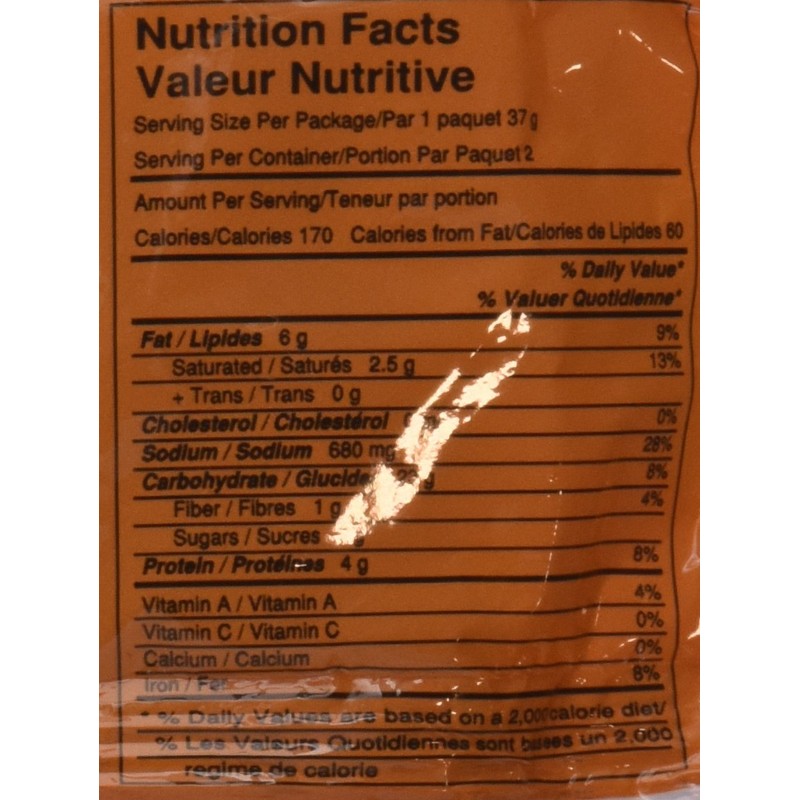 Nutrition Facts
Valeur Nutritive
Serving Size Per Package/Par 1 paquet 37g
Serving Per Container/Portion Par Paquet 2
Amount Per Serving/Teneur par portion
Calories/Calories 170 Calories from Fat/Calories de Lipides 60
% Daily Value*
% Valuer Quotidienne*
Fat / Lipides 6 g 9%
Saturated / Saturés 2.5 g 13%
+ Trans / Trans 0 g
Cholesterol / Cholestérol 0%
Sodium / Sodium 680 mg 28%
Carbohydrate / Glucide g 8%
Fiber / Fibres 1 g 4%
Sugars / Sucres
Protein / Protéines 4 g 8%
Vitamin A / Vitamin A 4%
Vitamin C / Vitamin C 0%
Calcium / Calcium 0%
Iron / Fer 8%
* % Daily Values are based on a 2,000 calorie diet/
% Les Valeurs Quotidiennes sont basees un 2,000
regime de calorie